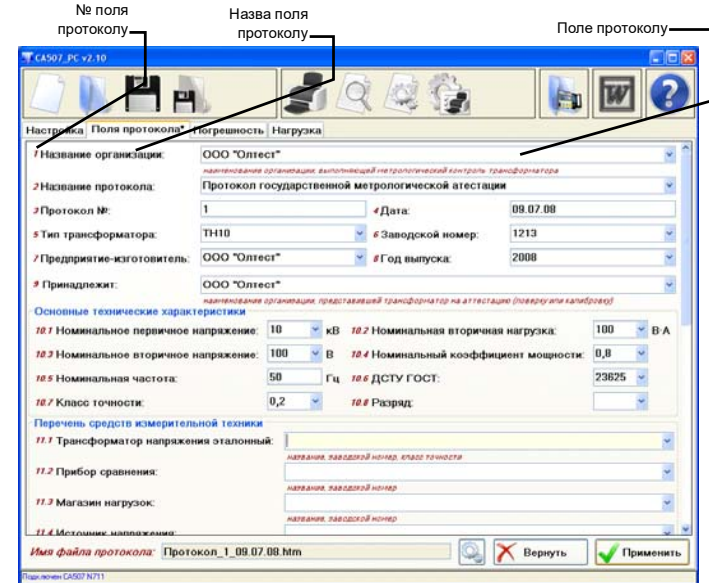 № поля
протоколу
Назва поля
протоколу
Поле протоколу
CA507_PC v2.10
Настройка Поля протокола* Погрешность Нагрузка
1 Название организации: ООО "Олтест"
наименование организации, выполняющей метрологический контроль трансформатора
2 Название протокола: Протокол государственной метрологической атестации
3 Протокол №: 1 4 Дата: 09.07.08
5 Тип трансформатора: ТН10 6 Заводской номер: 1213
7 Предприятие-изготовитель: ООО "Олтест" 8 Год выпуска: 2008
9 Принадлежит: ООО "Олтест"
наименование организации, представившей трансформатор на аттестацию (поверку или калибровку)
Основные технические характеристики
10.1 Номинальное первичное напряжение: 10 кВ 10.2 Номинальная вторичная нагрузка: 100 В·А
10.3 Номинальное вторичное напряжение: 100 В 10.4 Номинальный коэффициент мощности: 0,8
10.5 Номинальная частота: 50 Гц 10.6 ДСТУ ГОСТ: 23625
10.7 Класс точности: 0,2 10.8 Разряд:
Перечень средств измерительной техники
11.1 Трансформатор напряжения эталонный:
название, заводской номер, класс точности
11.2 Прибор сравнения:
название, заводской номер
11.3 Магазин нагрузок:
название, заводской номер
11.4 Источник напряжения:
Имя файла протокола: Протокол_1_09.07.08.htm Вернуть Применить
Подключен CA507 N711